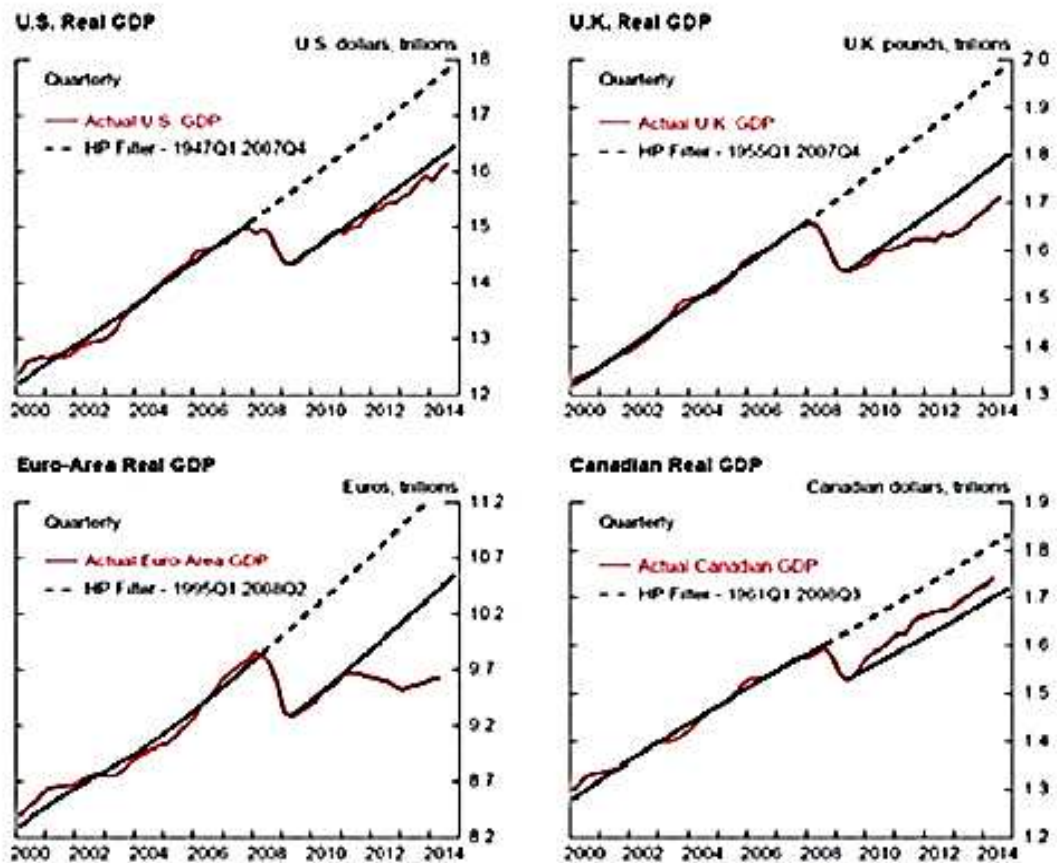 U.S. Real GDP
U.S. dollars, trillions
Quarterly
Actual U.S. GDP
HP Filter - 1947Q1 2007Q4
18
17
16
15
14
13
12
2000 2002 2004 2006 2008 2010 2012 2014
U.K. Real GDP
U.K. pounds, trillions
Quarterly
Actual U.K. GDP
HP Filter - 1955Q1 2007Q4
2.0
1.9
1.8
1.7
1.6
1.5
1.4
1.3
2000 2002 2004 2006 2008 2010 2012 2014
Euro-Area Real GDP
Euros, trillions
Quarterly
Actual Euro-Area GDP
HP Filter - 1995Q1 2008Q2
11.2
10.7
10.2
9.7
9.2
8.7
8.2
2000 2002 2004 2006 2008 2010 2012 2014
Canadian Real GDP
Canadian dollars, trillions
Quarterly
Actual Canadian GDP
HP Filter - 1961Q1 2008Q3
1.9
1.8
1.7
1.6
1.5
1.4
1.3
1.2
2000 2002 2004 2006 2008 2010 2012 2014